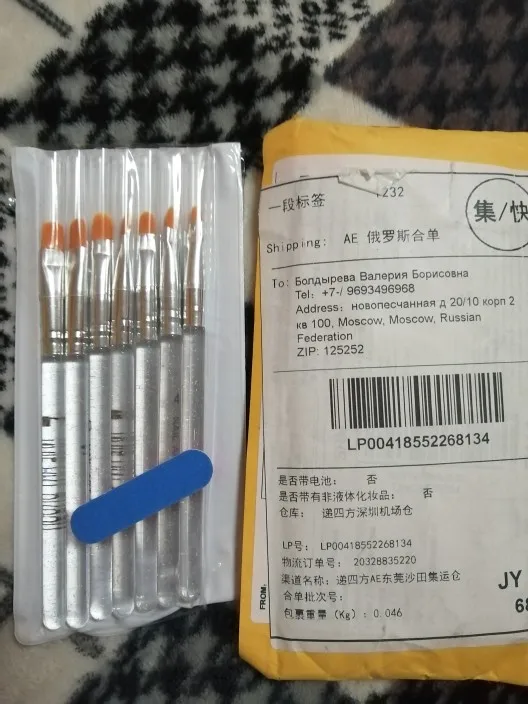 一段标签
1232
集/快
Shipping: AE 俄罗斯合单
To: Болдырева Валерия Борисовна
Tel: +7-/ 9693496968
Address: новопесчанная д 20/10 корп 2
кв 100, Moscow, Moscow, Russian
Federation
ZIP: 125252
LP00418552268134
是否带电池: 否
是否带有非液体化妆品: 否
仓库: 递四方深圳机场仓
LP号: LP00418552268134
物流订单号: 20328835220
渠道名称: 递四方AE东莞沙田集运仓
合单批次号:
包裹重量 (Kg): 0.046
JY
68
FROM: